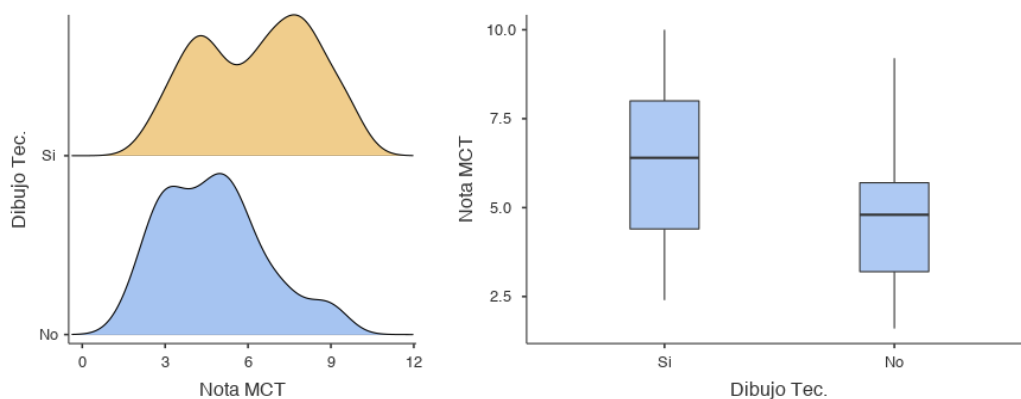 Dibujo Tec.
Si
No
0 3 6 9 12
Nota MCT
Nota MCT
10.0
7.5
5.0
2.5
Si No
Dibujo Tec.